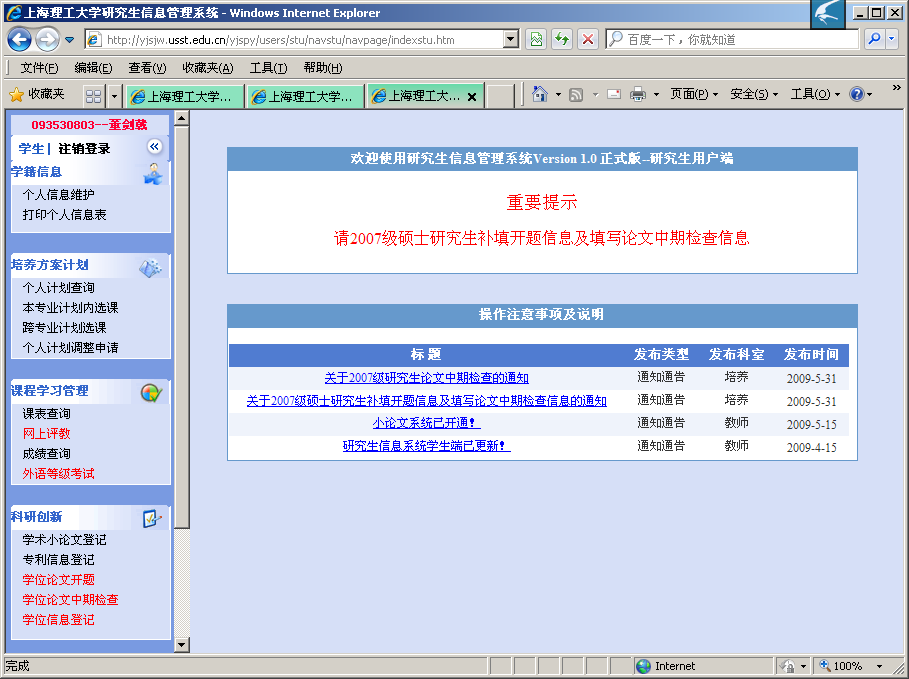 上海理工大学研究生信息管理系统 - Windows Internet Explorer
http://yjsjw.usst.edu.cn/yjspy/users/stu/navstu/navpage/indexstu.htm
百度一下，你就知道
文件(F) 编辑(E) 查看(V) 收藏夹(A) 工具(T) 帮助(H)
收藏夹 上海理工大学... 上海理工大学... 上海理工大... 页面(P) 安全(S) 工具(O) »
093530803--董剑戟
学生| 注销登录
学籍信息
个人信息维护
打印个人信息表
培养方案计划
个人计划查询
本专业计划内选课
跨专业计划选课
个人计划调整申请
课程学习管理
课表查询
网上评教
成绩查询
外语等级考试
科研创新
学术小论文登记
专利信息登记
学位论文开题
学位论文中期检查
学位信息登记
欢迎使用研究生信息管理系统Version 1.0 正式版--研究生用户端
重要提示
请2007级硕士研究生补填开题信息及填写论文中期检查信息
操作注意事项及说明
标 题 发布类型 发布科室 发布时间
关于2007级研究生论文中期检查的通知 通知通告 培养 2009-5-31
关于2007级硕士研究生补填开题信息及填写论文中期检查信息的通知 通知通告 培养 2009-5-31
小论文系统已开通！ 通知通告 教师 2009-5-15
研究生信息系统学生端已更新！ 通知通告 教师 2009-4-15
完成 Internet 100%